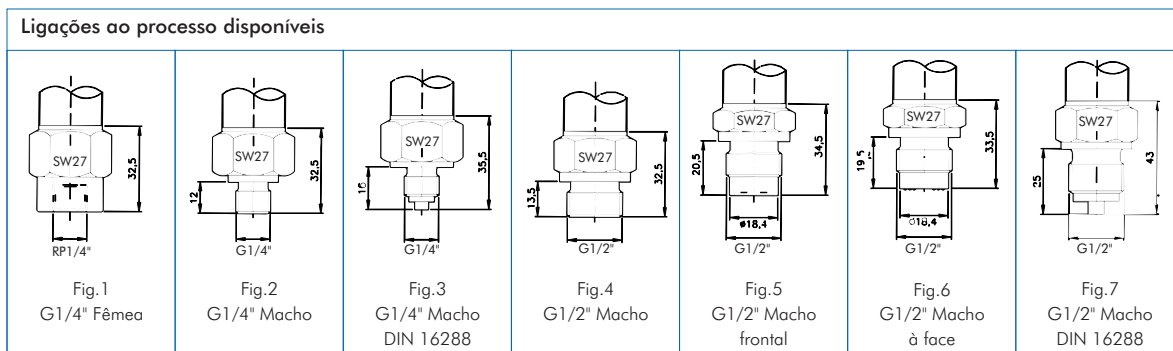 Ligações ao processo disponíveis
SW27
32,5
RP1/4"
Fig.1
G1/4" Fêmea
SW27
32,5
12
G1/4"
Fig.2
G1/4" Macho
SW27
35,5
16
G1/4"
Fig.3
G1/4" Macho
DIN 16288
SW27
32,5
13,5
G1/2"
Fig.4
G1/2" Macho
SW27
34,5
20,5
ø18,4
G1/2"
Fig.5
G1/2" Macho
frontal
SW27
33,5
19,5
18,4
G1/2"
Fig.6
G1/2" Macho
à face
SW27
43
25
G1/2"
Fig.7
G1/2" Macho
DIN 16288